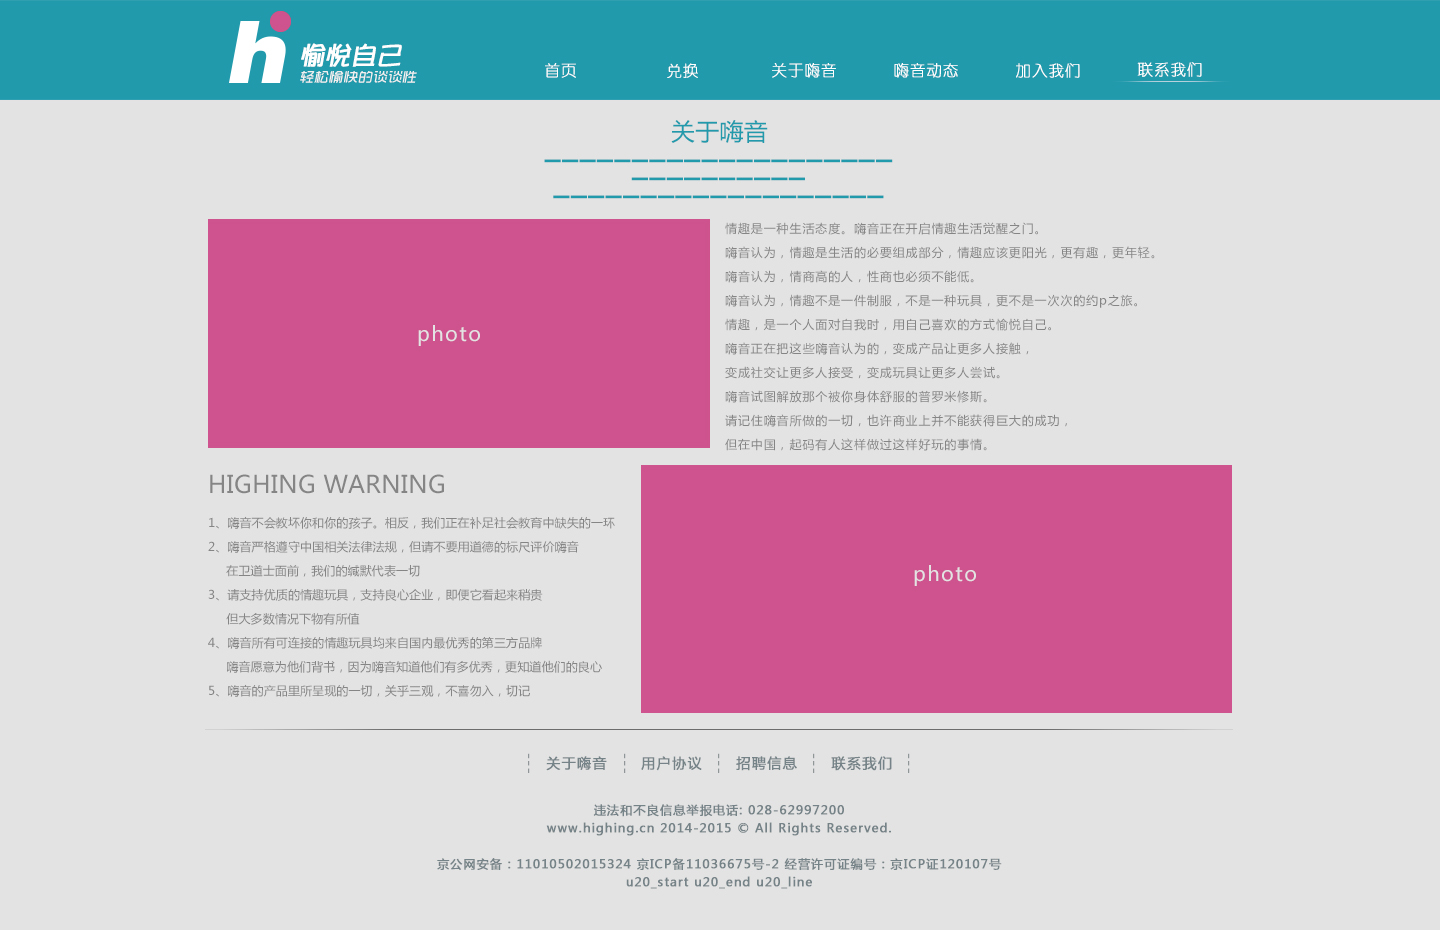 hi
愉悦自己
轻松愉快的谈谈性
首页
兑换
关于嗨音
嗨音动态
加入我们
联系我们
关于嗨音
photo
情趣是一种生活态度。嗨音正在开启情趣生活觉醒之门。
嗨音认为，情趣是生活的必要组成部分，情趣应该更阳光，更有趣，更年轻。
嗨音认为，情商高的人，性商也必须不能低。
嗨音认为，情趣不是一件制服，不是一种玩具，更不是一次次的约p之旅。
情趣，是一个人面对自我时，用自己喜欢的方式愉悦自己。
嗨音正在把这些嗨音认为的，变成产品让更多人接触，
变成社交让更多人接受，变成玩具让更多人尝试。
嗨音试图解放那个被你身体舒服的普罗米修斯。
请记住嗨音所做的一切，也许商业上并不能获得巨大的成功，
但在中国，起码有人这样做过这样好玩的事情。
HIGHING WARNING
1、嗨音不会教坏你和你的孩子。相反，我们正在补足社会教育中缺失的一环
2、嗨音严格遵守中国相关法律法规，但请不要用道德的标尺评价嗨音
在卫道士面前，我们的缄默代表一切
3、请支持优质的情趣玩具，支持良心企业，即便它看起来稍贵
但大多数情况下物有所值
4、嗨音所有可连接的情趣玩具均来自国内最优秀的第三方品牌
嗨音愿意为他们背书，因为嗨音知道他们有多优秀，更知道他们的良心
5、嗨音的产品里所呈现的一切，关乎三观，不喜勿入，切记
photo
关于嗨音
用户协议
招聘信息
联系我们
违法和不良信息举报电话: 028-62997200
www.highing.cn 2014-2015 © All Rights Reserved.
京公网安备：11010502015324 京ICP备11036675号-2 经营许可证编号：京ICP证120107号
u20_start u20_end u20_line